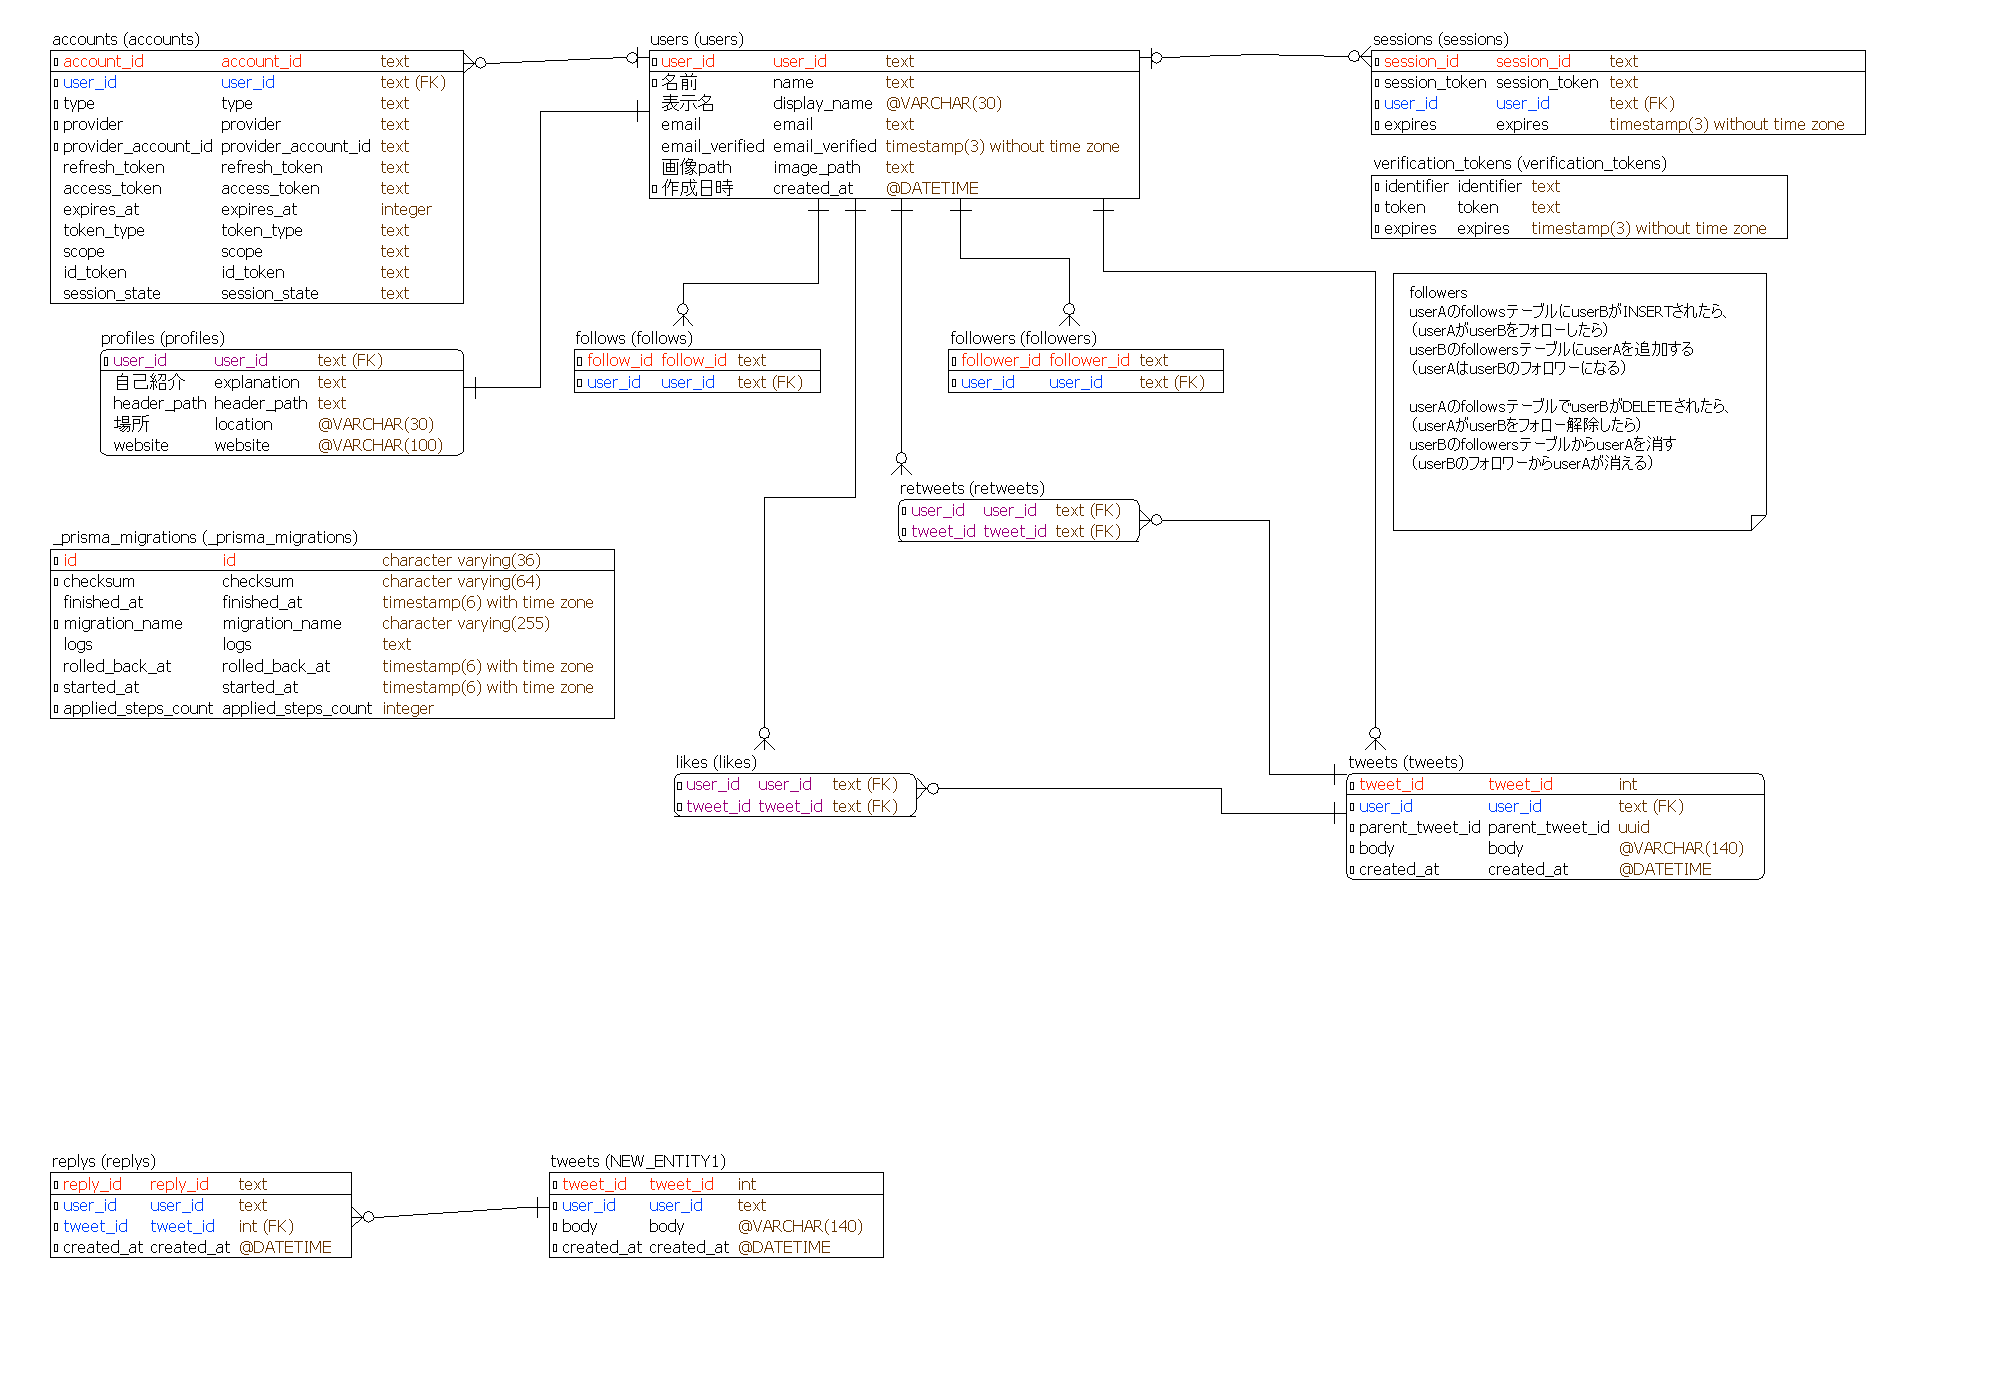 accounts (accounts)
account_id account_id text
user_id user_id text (FK)
type type text
provider provider text
provider_account_id provider_account_id text
refresh_token refresh_token text
access_token access_token text
expires_at expires_at integer
token_type token_type text
scope scope text
id_token id_token text
session_state session_state text
users (users)
user_id user_id text
名前 name text
表示名 display_name @VARCHAR(30)
email email text
email_verified email_verified timestamp(3) without time zone
画像path image_path text
作成日時 created_at @DATETIME
sessions (sessions)
session_id session_id text
session_token session_token text
user_id user_id text (FK)
expires expires timestamp(3) without time zone
verification_tokens (verification_tokens)
identifier identifier text
token token text
expires expires timestamp(3) without time zone
followers
userAのfollowsテーブルにuserBがINSERTされたら、
（userAがuserBをフォローしたら）
userBのfollowersテーブルにuserAを追加する
（userAはuserBのフォロワーになる）
userAのfollowsテーブルでuserBがDELETEされたら、
（userAがuserBをフォロー解除したら）
userBのfollowersテーブルからuserAを消す
（userBのフォロワーからuserAが消える）
profiles (profiles)
user_id user_id text (FK)
自己紹介 explanation text
header_path header_path text
場所 location @VARCHAR(30)
website website @VARCHAR(100)
follows (follows)
follow_id follow_id text
user_id user_id text (FK)
followers (followers)
follower_id follower_id text
user_id user_id text (FK)
retweets (retweets)
user_id user_id text (FK)
tweet_id tweet_id text (FK)
_prisma_migrations (_prisma_migrations)
id id character varying(36)
checksum checksum character varying(64)
finished_at finished_at timestamp(6) with time zone
migration_name migration_name character varying(255)
logs logs text
rolled_back_at rolled_back_at timestamp(6) with time zone
started_at started_at timestamp(6) with time zone
applied_steps_count applied_steps_count integer
likes (likes)
user_id user_id text (FK)
tweet_id tweet_id text (FK)
tweets (tweets)
tweet_id tweet_id int
user_id user_id text (FK)
parent_tweet_id parent_tweet_id uuid
body body @VARCHAR(140)
created_at created_at @DATETIME
replys (replys)
reply_id reply_id text
user_id user_id text
tweet_id tweet_id int (FK)
created_at created_at @DATETIME
tweets (NEW_ENTITY1)
tweet_id tweet_id int
user_id user_id text
body body @VARCHAR(140)
created_at created_at @DATETIME